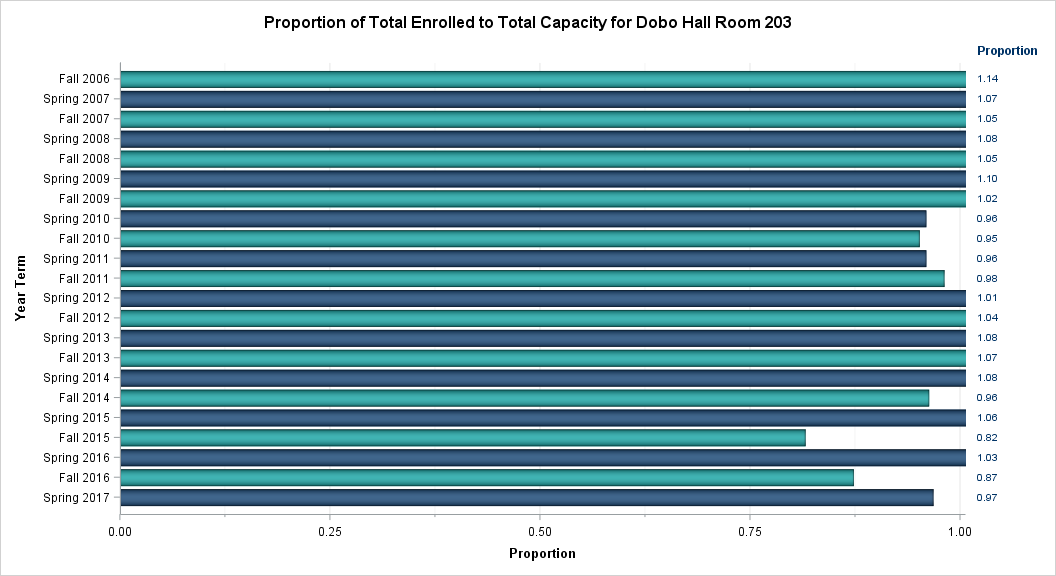 Proportion of Total Enrolled to Total Capacity for Dobo Hall Room 203
Proportion
Fall 2006 1.14
Spring 2007 1.07
Fall 2007 1.05
Spring 2008 1.08
Fall 2008 1.05
Spring 2009 1.10
Fall 2009 1.02
Spring 2010 0.96
Fall 2010 0.95
Spring 2011 0.96
Fall 2011 0.98
Spring 2012 1.01
Fall 2012 1.04
Spring 2013 1.08
Fall 2013 1.07
Spring 2014 1.08
Fall 2014 0.96
Spring 2015 1.06
Fall 2015 0.82
Spring 2016 1.03
Fall 2016 0.87
Spring 2017 0.97
Year Term
0.00 0.25 0.50 0.75 1.00
Proportion